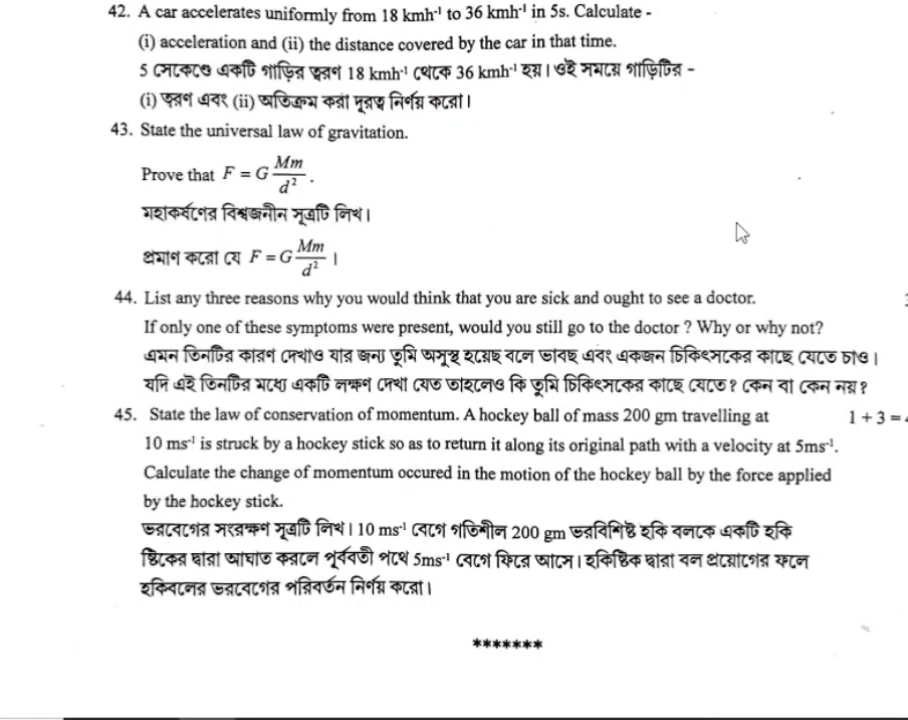 42. A car accelerates uniformly from 18 kmh⁻¹ to 36 kmh⁻¹ in 5s. Calculate -
(i) acceleration and (ii) the distance covered by the car in that time.
5 সেকেণ্ডে একটি গাড়ির ত্বরণ 18 kmh⁻¹ থেকে 36 kmh⁻¹ হয়। ওই সময়ে গাড়িটির -
(i) ত্বরণ এবং (ii) অতিক্রম করা দূরত্ব নির্ণয় করো।
43. State the universal law of gravitation.
Prove that F = G Mm/d².
মহাকর্ষণের বিশ্বজনীন সূত্রটি লিখ।
প্রমাণ করো যে F = G Mm/d² ।
44. List any three reasons why you would think that you are sick and ought to see a doctor.
If only one of these symptoms were present, would you still go to the doctor ? Why or why not?
এমন তিনটির কারণ দেখাও যার জন্য তুমি অসুস্থ হয়েছ বলে ভাবছ এবং একজন চিকিৎসকের কাছে যেতে চাও।
যদি এই তিনটির মধ্যে একটি লক্ষণ দেখা যেত তাহলেও কি তুমি চিকিৎসকের কাছে যেতে? কেন বা কেন নয়?
45. State the law of conservation of momentum. A hockey ball of mass 200 gm travelling at 1 + 3 =
10 ms⁻¹ is struck by a hockey stick so as to return it along its original path with a velocity at 5ms⁻¹.
Calculate the change of momentum occured in the motion of the hockey ball by the force applied
by the hockey stick.
ভরবেগের সংরক্ষণ সূত্রটি লিখ। 10 ms⁻¹ বেগে গতিশীল 200 gm ভরবিশিষ্ট হকি বলকে একটি হকি
ষ্টিকের দ্বারা আঘাত করলে পূর্ববর্তী পথে 5ms⁻¹ বেগে ফিরে আসে। হকিষ্টিক দ্বারা বল প্রয়োগের ফলে
হকিবলের ভরবেগের পরিবর্তন নির্ণয় করো।
*******